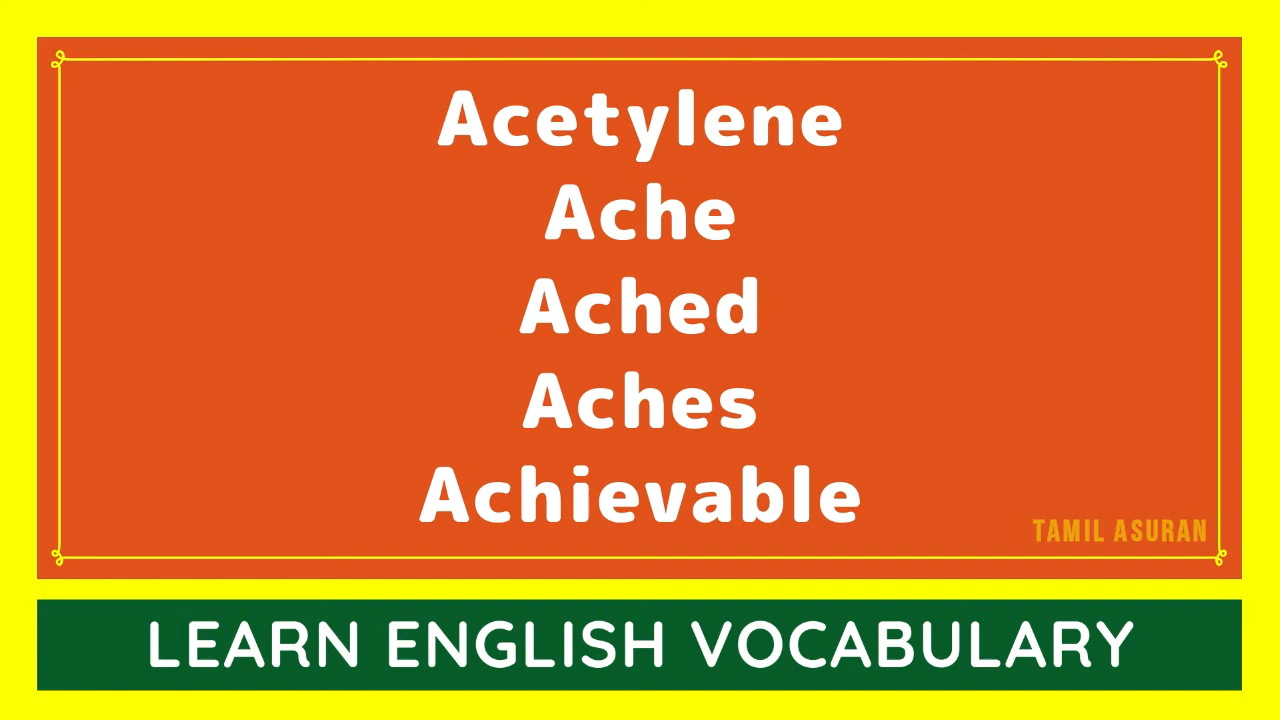 Acetylene
Ache
Ached
Aches
Achievable
TAMIL ASURAN
LEARN ENGLISH VOCABULARY